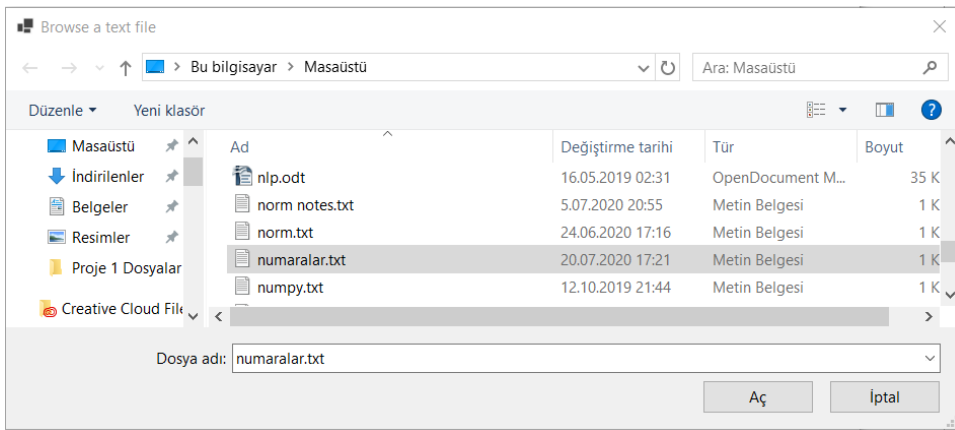 Browse a text file
Bu bilgisayar > Masaüstü
Ara: Masaüstü
Düzenle
Yeni klasör
?
Masaüstü
İndirilenler
Belgeler
Resimler
Proje 1 Dosyalar
Creative Cloud File
Ad Değiştirme tarihi Tür Boyut
nlp.odt 16.05.2019 02:31 OpenDocument M... 35 K
norm notes.txt 5.07.2020 20:55 Metin Belgesi 1 K
norm.txt 24.06.2020 17:16 Metin Belgesi 1 K
numaralar.txt 20.07.2020 17:21 Metin Belgesi 1 K
numpy.txt 12.10.2019 21:44 Metin Belgesi 1 K
Dosya adı: numaralar.txt
Aç
İptal